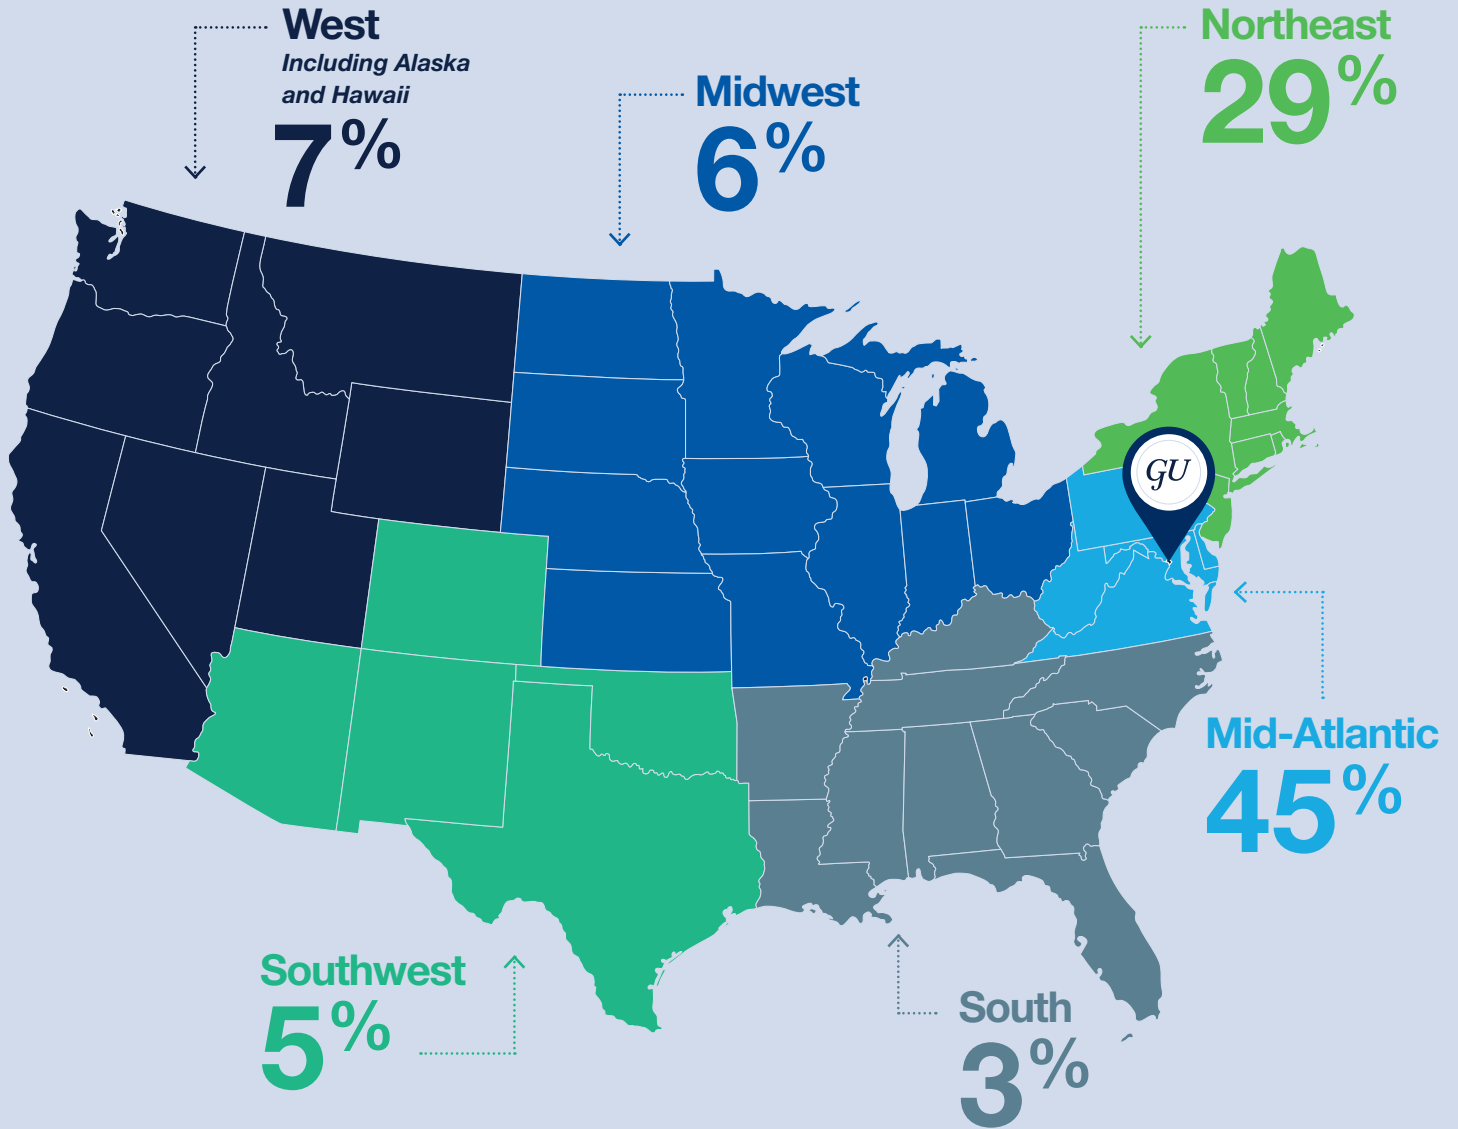 West
Including Alaska
and Hawaii
7%
Midwest
6%
Northeast
29%
GU
Mid-Atlantic
45%
Southwest
5%
South
3%